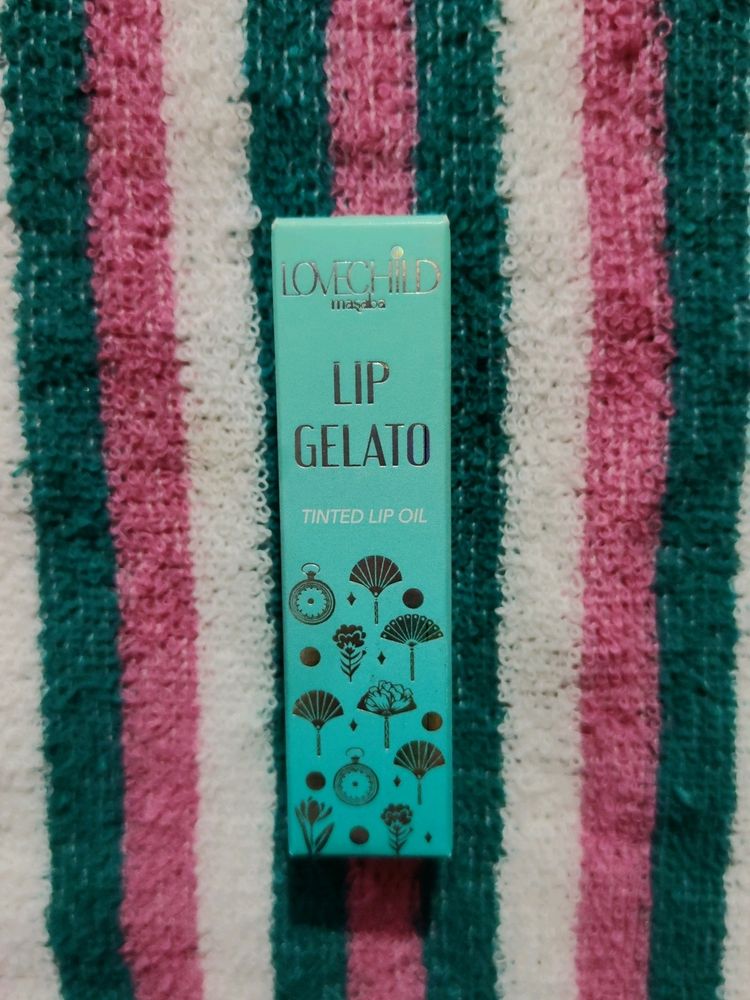 LOVECHILD
masaba
LIP
GELATO
TINTED LIP OIL